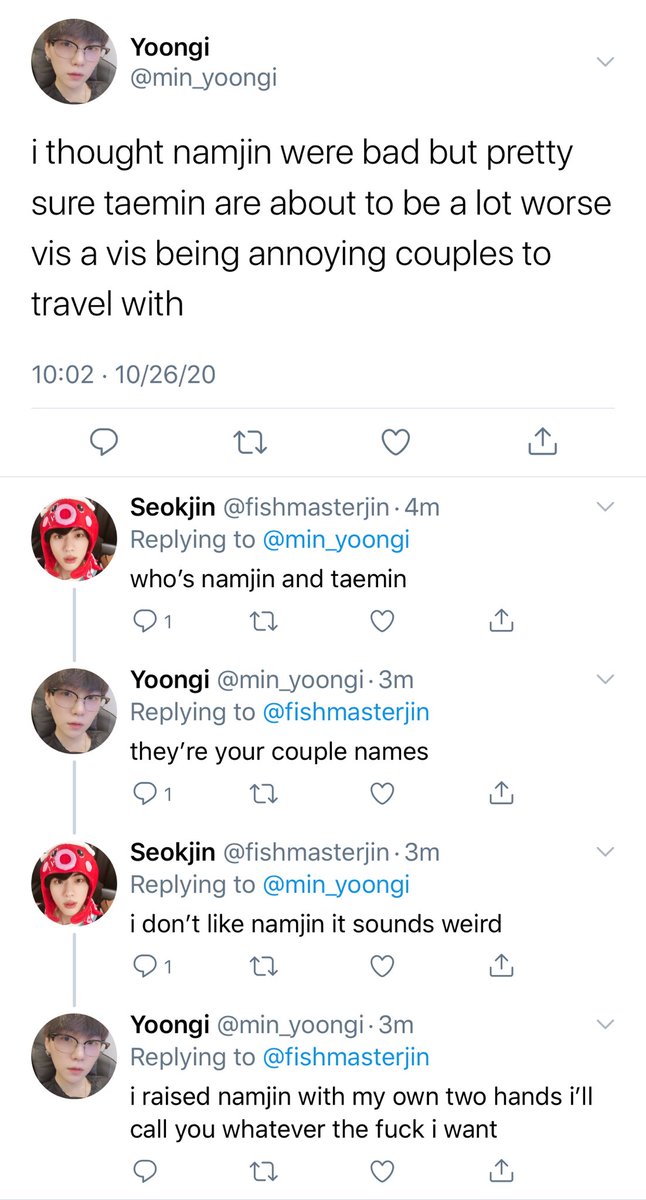 Yoongi
@min_yoongi
i thought namjin were bad but pretty
sure taemin are about to be a lot worse
vis a vis being annoying couples to
travel with
10:02 · 10/26/20
Seokjin @fishmasterjin · 4m
Replying to @min_yoongi
who’s namjin and taemin
1
Yoongi @min_yoongi · 3m
Replying to @fishmasterjin
they’re your couple names
1
Seokjin @fishmasterjin · 3m
Replying to @min_yoongi
i don’t like namjin it sounds weird
1
Yoongi @min_yoongi · 3m
Replying to @fishmasterjin
i raised namjin with my own two hands i’ll
call you whatever the fuck i want